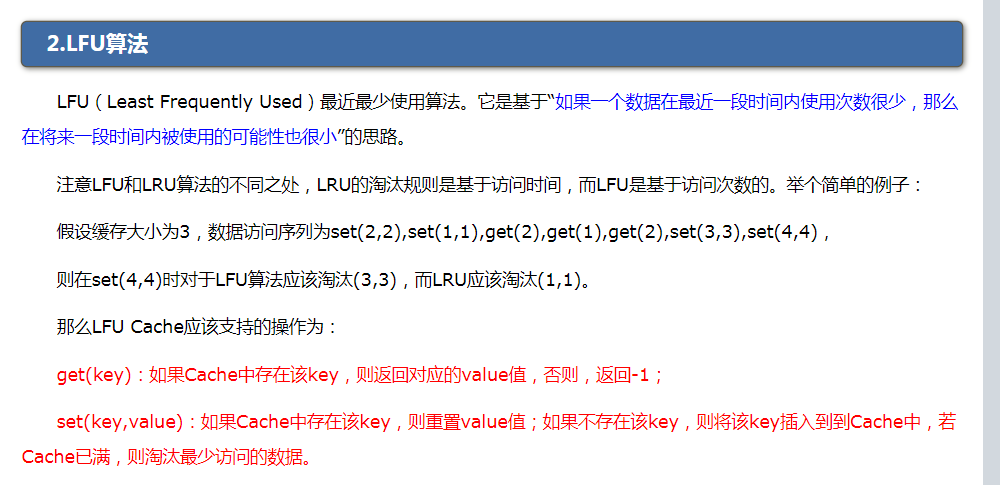 2.LFU算法
LFU（Least Frequently Used）最近最少使用算法。它是基于“如果一个数据在最近一段时间内使用次数很少，那么
在将来一段时间内被使用的可能性也很小”的思路。
注意LFU和LRU算法的不同之处，LRU的淘汰规则是基于访问时间，而LFU是基于访问次数的。举个简单的例子：
假设缓存大小为3，数据访问序列为set(2,2),set(1,1),get(2),get(1),get(2),set(3,3),set(4,4)，
则在set(4,4)时对于LFU算法应该淘汰(3,3)，而LRU应该淘汰(1,1)。
那么LFU Cache应该支持的操作为：
get(key)：如果Cache中存在该key，则返回对应的value值，否则，返回-1；
set(key,value)：如果Cache中存在该key，则重置value值；如果不存在该key，则将该key插入到到Cache中，若
Cache已满，则淘汰最少访问的数据。